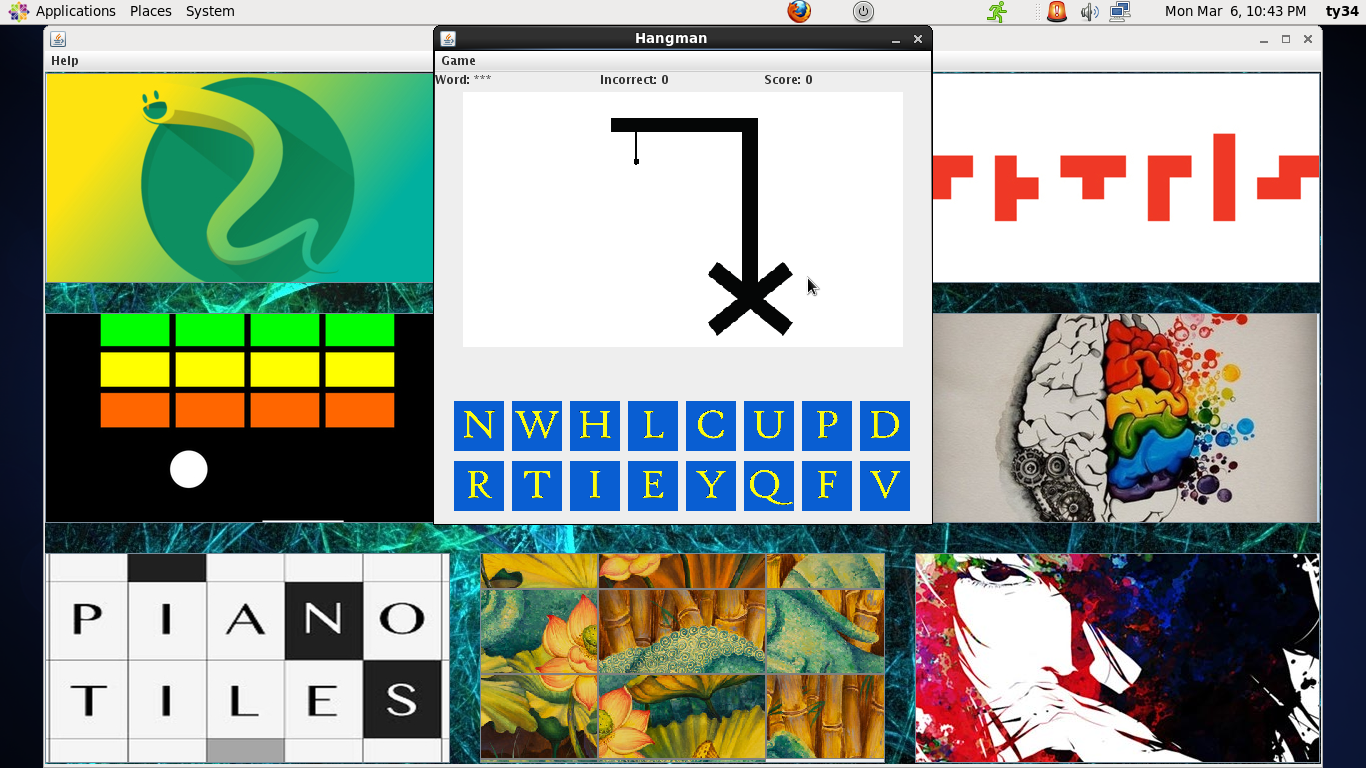 Applications Places System
Mon Mar 6, 10:43 PM ty34
Hangman
Help
Game
Word: *** Incorrect: 0 Score: 0
N W H L C U P D
R T I E Y Q F V
P I A N O
T I L E S